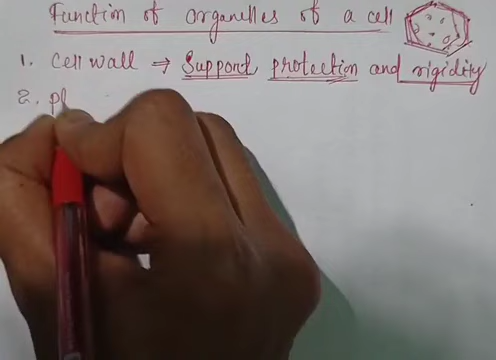 Function of organelles of a cell
1. Cell wall → Support protection and rigidity
2. pl